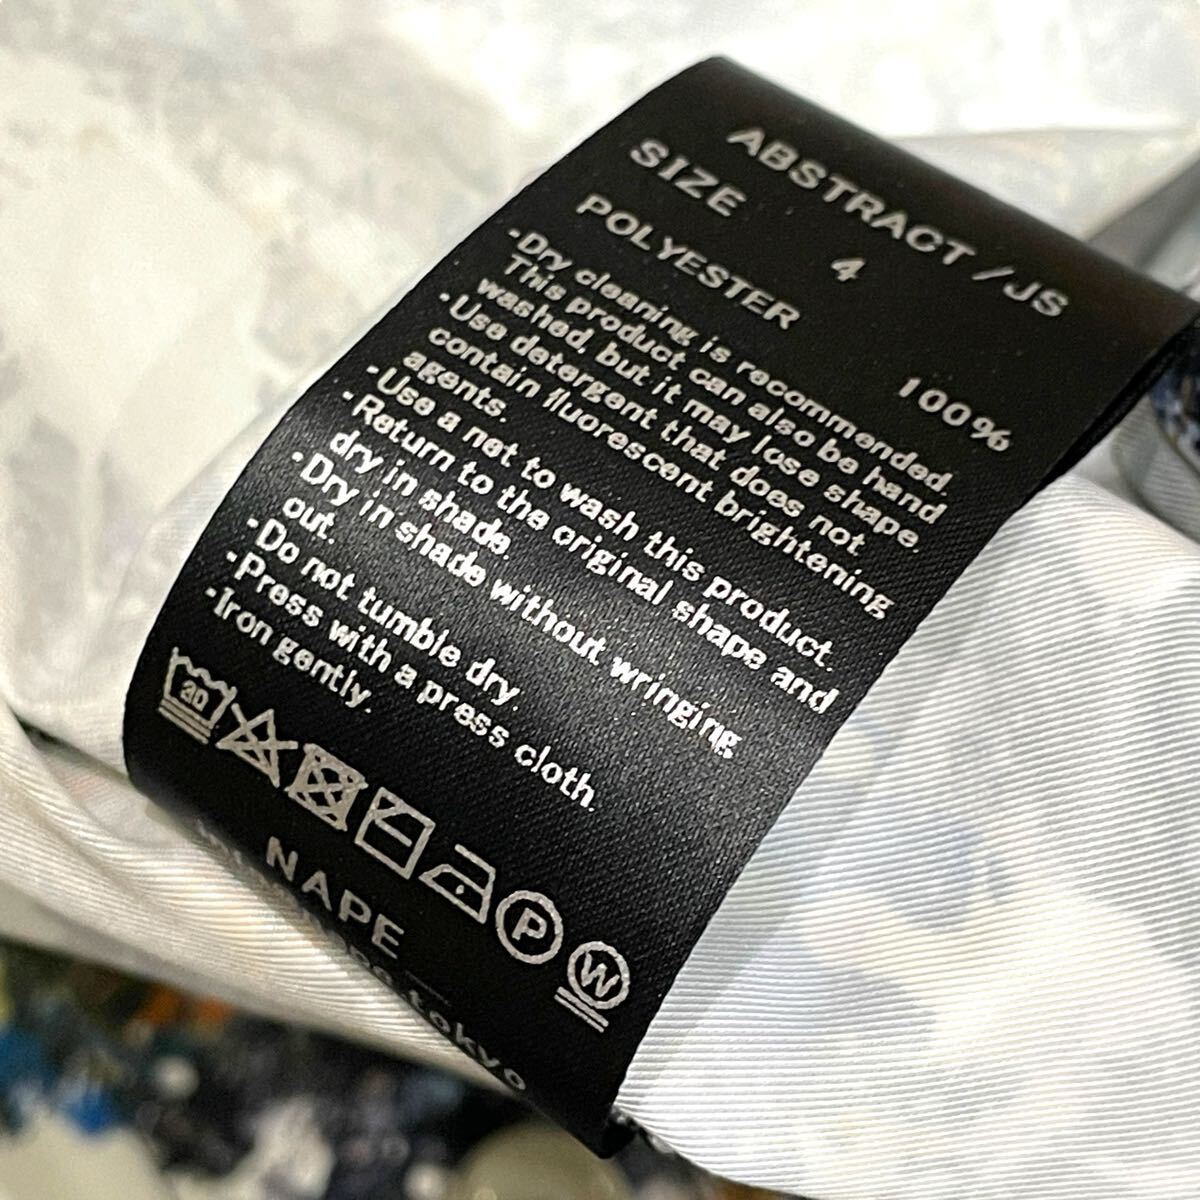 ABSTRACT / JS
SIZE 4
POLYESTER 100%
·Dry cleaning is recommended.
This product can also be hand
washed, but it may lose shape.
·Use detergent that does not
contain fluorescent brightening
agents.
·Use a net to wash this product.
·Return to the original shape and
dry in shade.
·Dry in shade without wringing
out.
·Do not tumble dry.
·Press with a press cloth.
·Iron gently.
30
P
W
NAPE_
tokyo